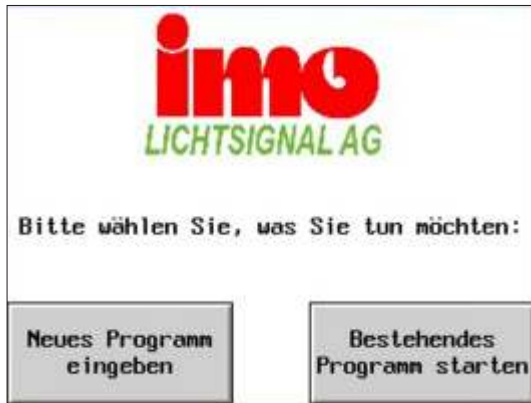 imo
LICHTSIGNAL AG
Bitte wählen Sie, was Sie tun möchten:
Neues Programm
eingeben
Bestehendes
Programm starten